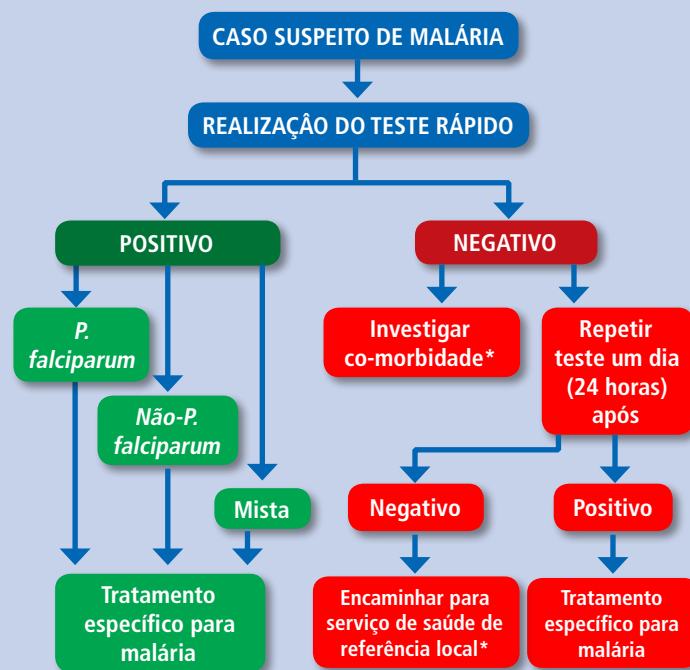 CASO SUSPEITO DE MALÁRIA
REALIZAÇÂO DO TESTE RÁPIDO
POSITIVO
NEGATIVO
P.
falciparum
Não-P.
falciparum
Mista
Tratamento
específico para
malária
Investigar
co-morbidade*
Repetir
teste um dia
(24 horas)
após
Negativo
Positivo
Encaminhar para
serviço de saúde de
referência local*
Tratamento
específico para
malária